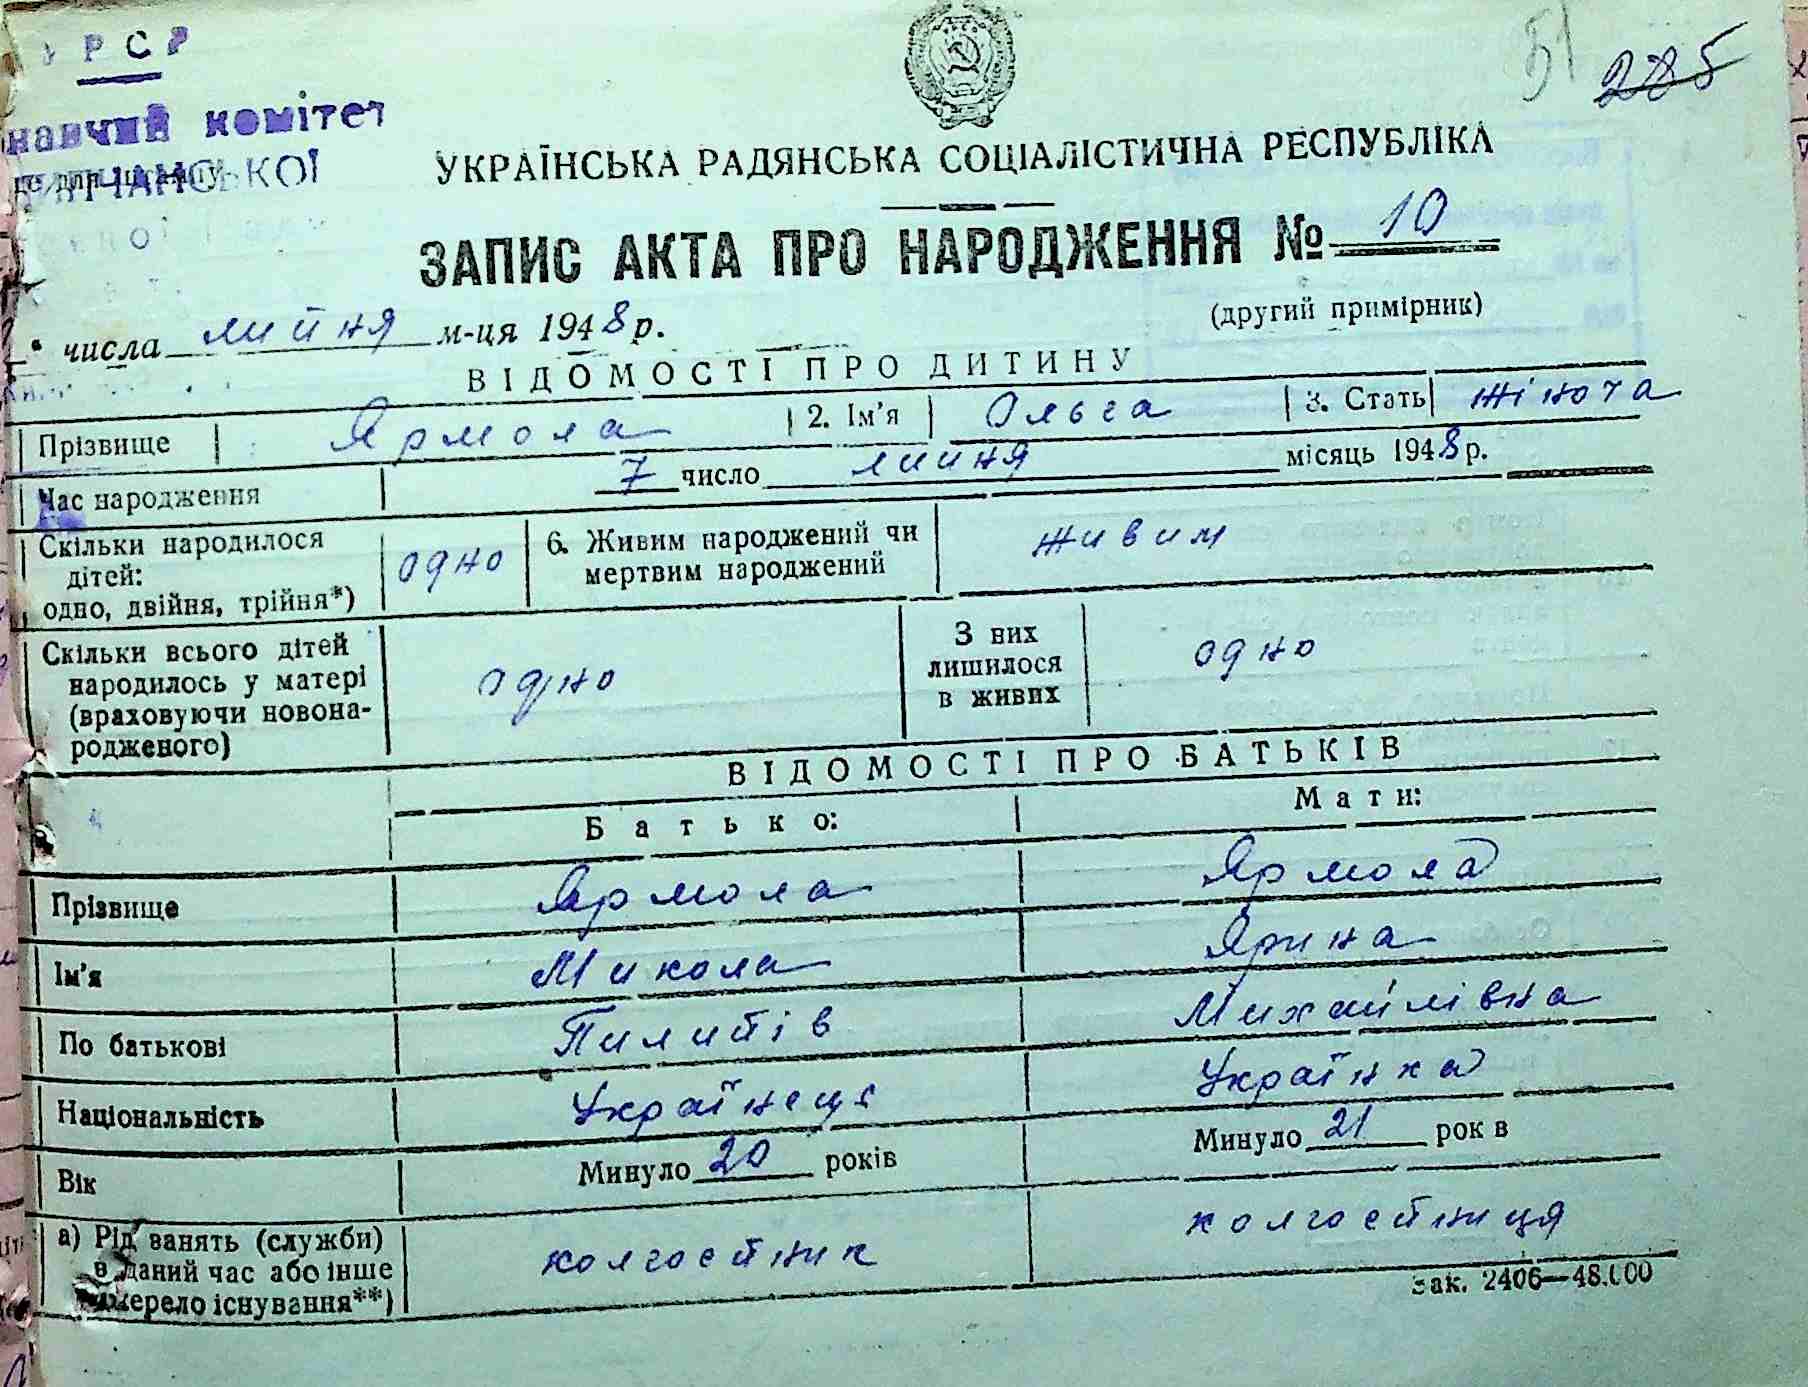 РСР
навчий комітет
51
285
УКРАЇНСЬКА РАДЯНСЬКА СОЦІАЛІСТИЧНА РЕСПУБЛІКА
ЗАПИС АКТА ПРО НАРОДЖЕННЯ № 10
(другий примірник)
числа липня м-ця 1948 р.
ВІДОМОСТІ ПРО ДИТИНУ
Прізвище Ярмола 2. Ім'я Ольга 3. Стать жіноча
Час народження 7 число липня місяць 1948 р.
Скільки народилося дітей: одно, двійня, трійня*) одно 6. Живим народжений чи мертвим народжений живим
Скільки всього дітей народилось у матері (враховуючи новонародженого) одно З них лишилося в живих одно
ВІДОМОСТІ ПРО БАТЬКІВ
Батько: Мати:
Прізвище Ярмола Ярмола
Ім'я Микола Ярина
По батькові Пилипів Михайлівна
Національність Українець Українка
Вік Минуло 20 років Минуло 21 рок в
а) Рід занять (служби) в даний час або інше джерело існування**) колгоспник колгоспниця
Зак. 2406—48.000